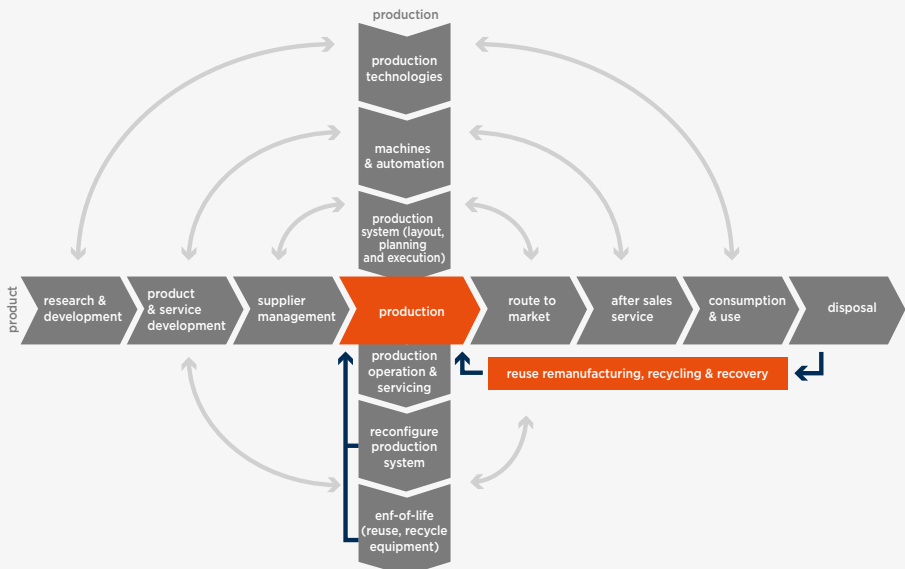 production
production
technologies
machines
& automation
production
system (layout,
planning
and execution)
product
research &
development
product
& service
development
supplier
management
production
route to
market
after sales
service
consumption
& use
disposal
production
operation &
servicing
reuse remanufacturing, recycling & recovery
reconfigure
production
system
enf-of-life
(reuse, recycle
equipment)